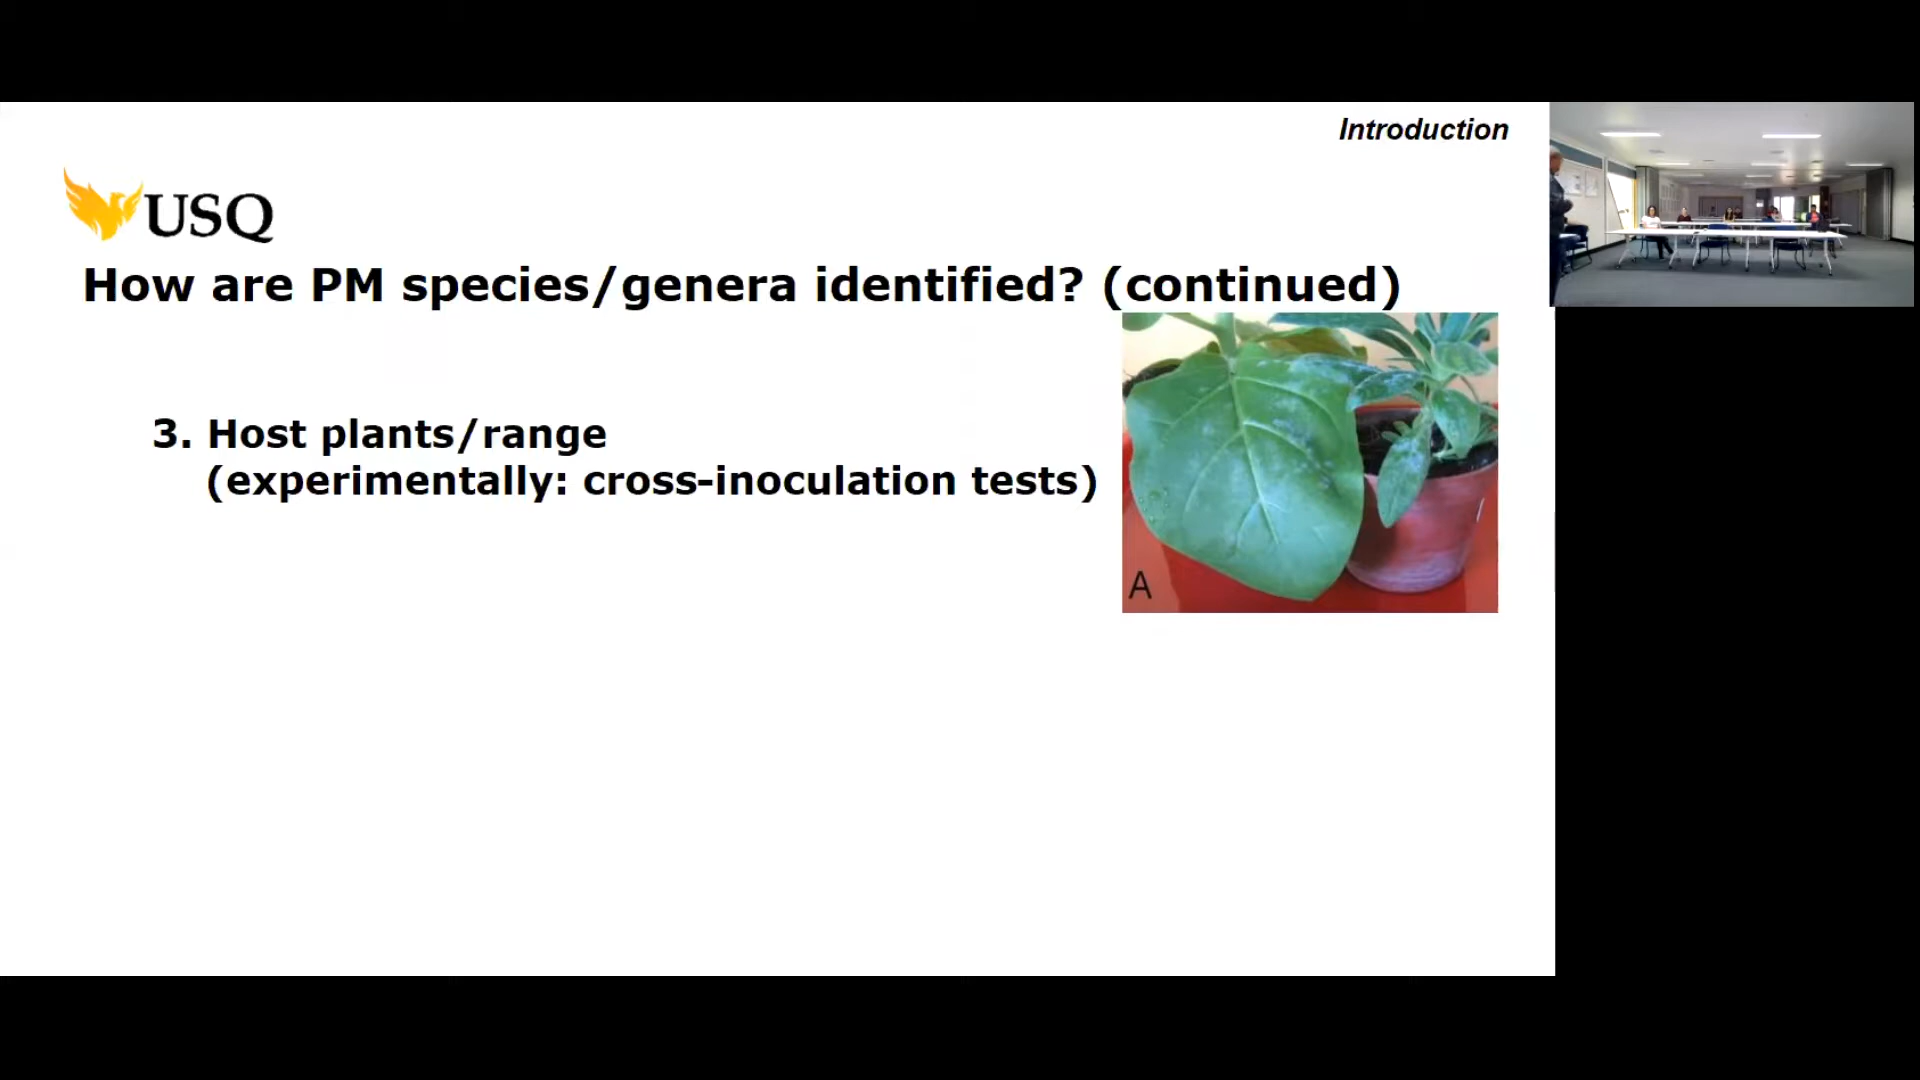 Introduction
USQ
How are PM species/genera identified? (continued)
3. Host plants/range
(experimentally: cross-inoculation tests)
A